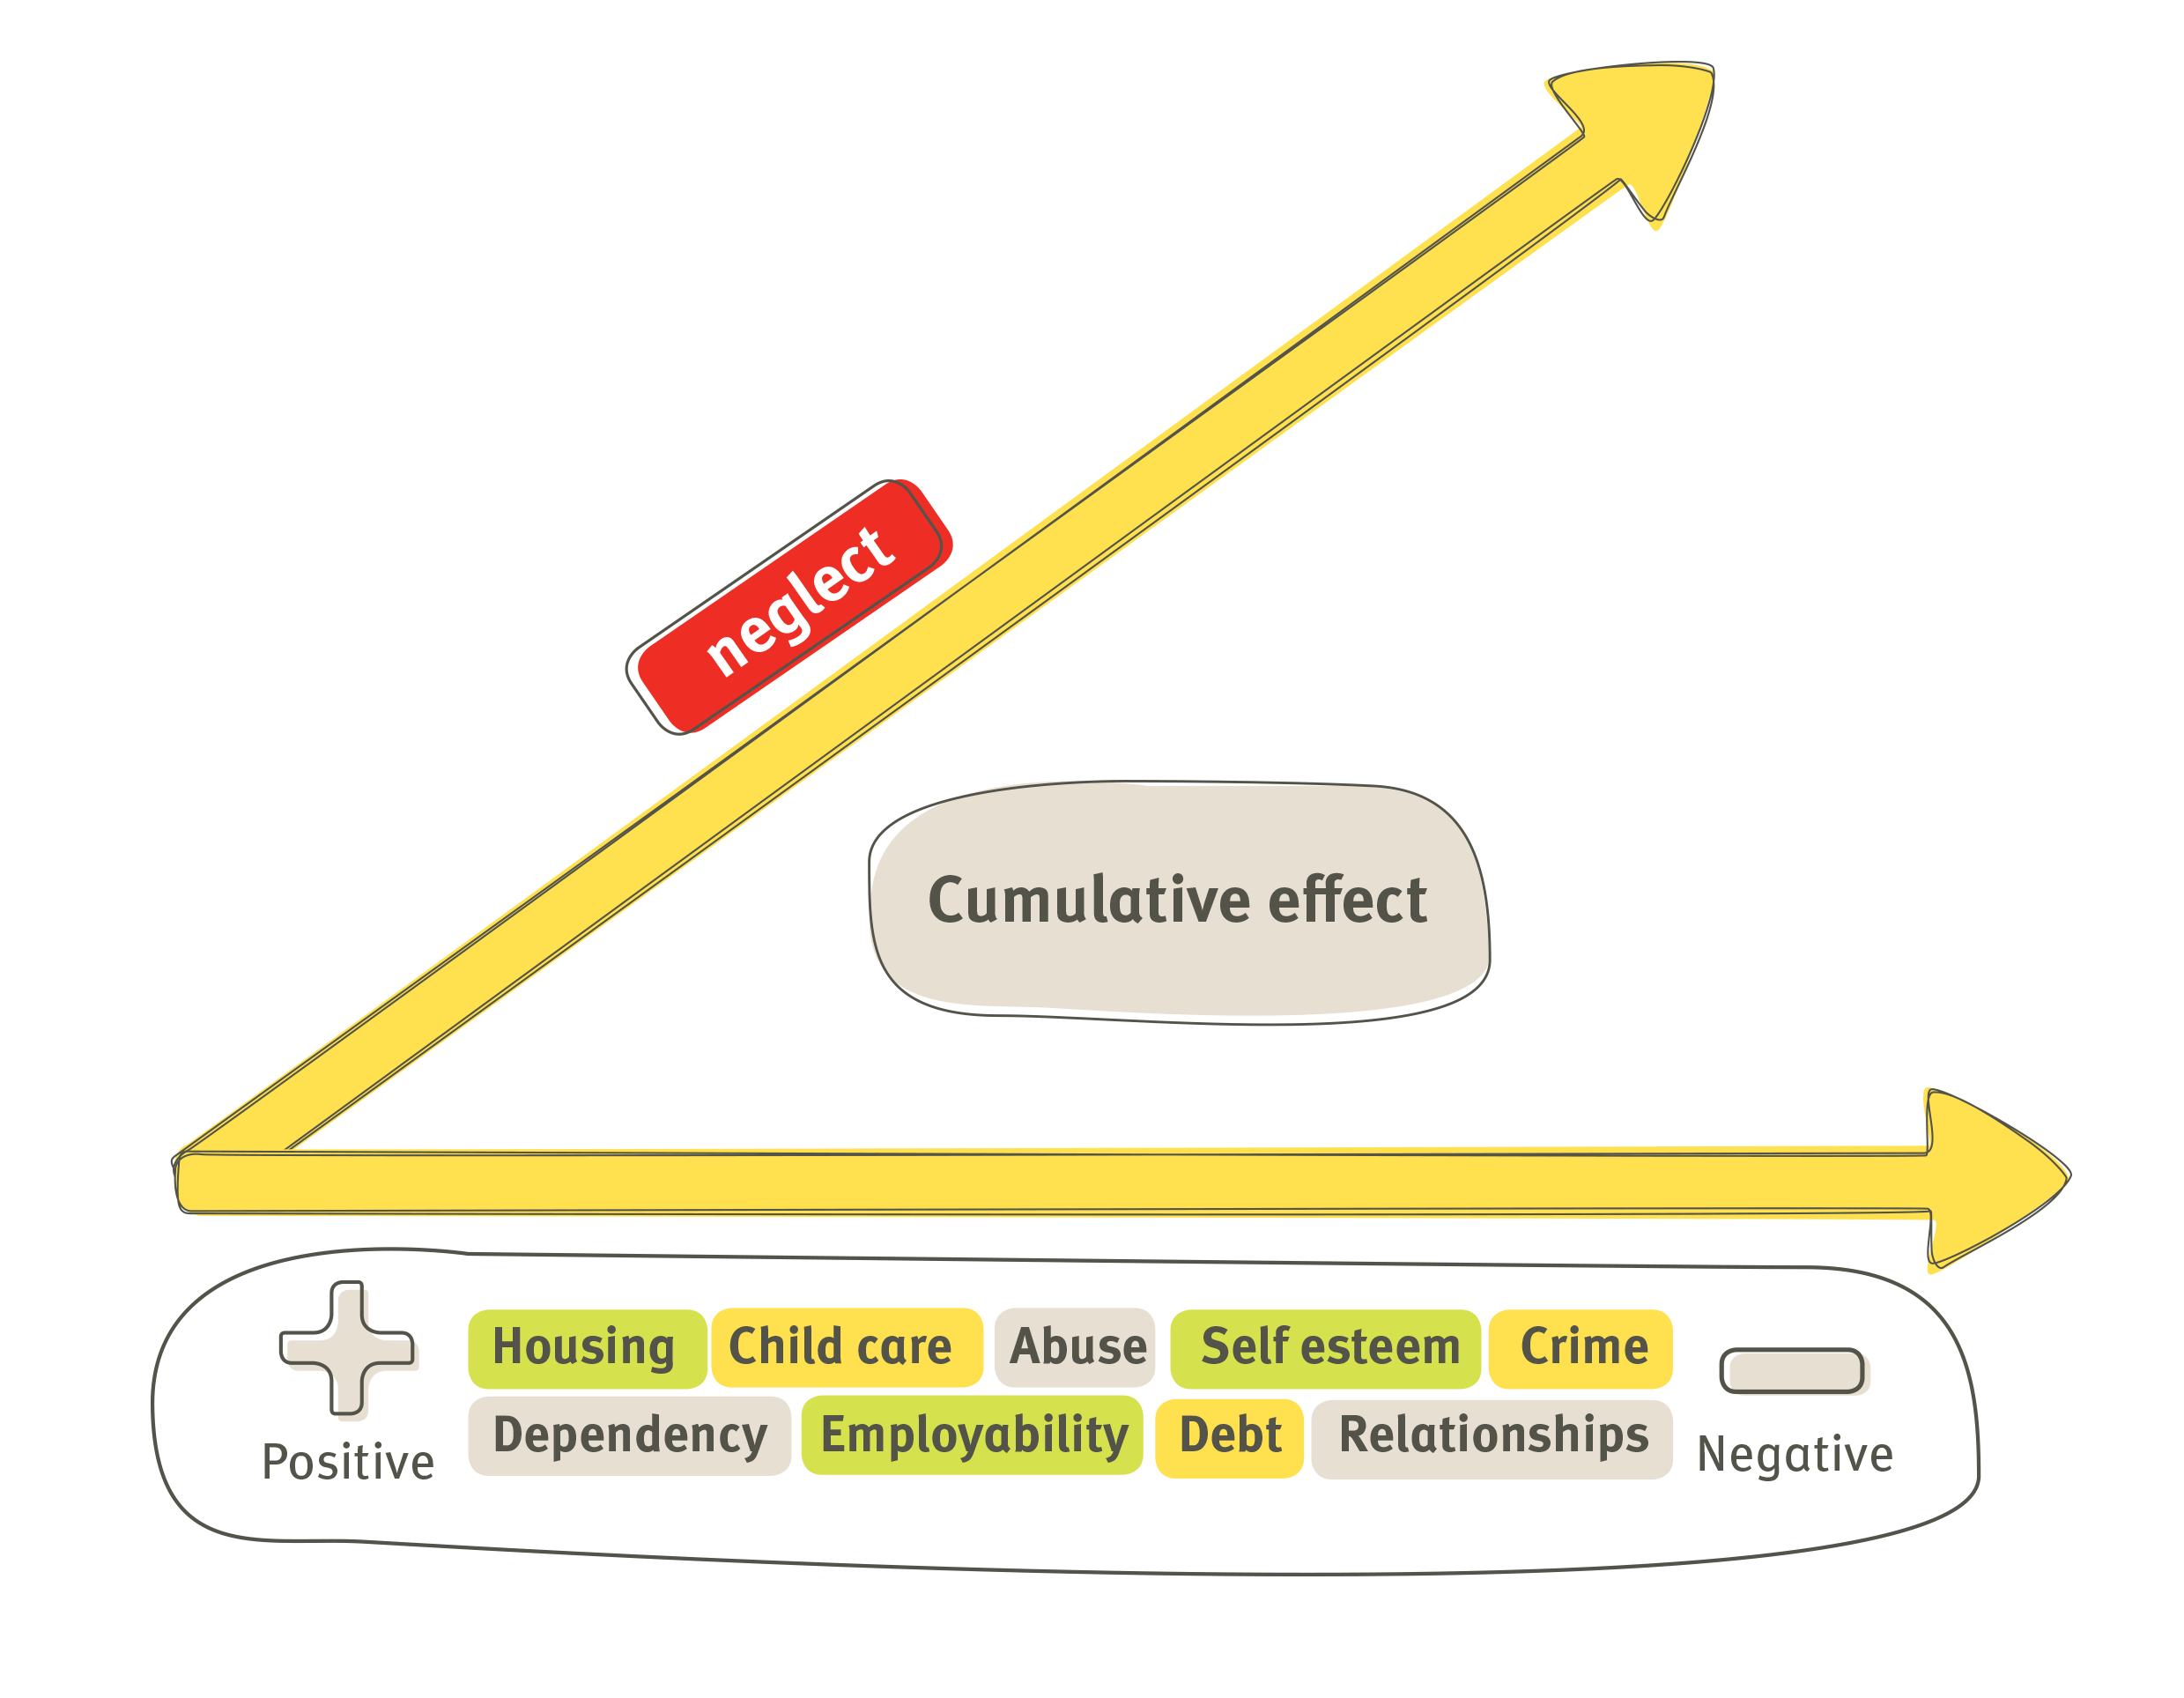 neglect
Cumulative effect
Housing Child care Abuse Self esteem Crime
Dependency Employability Debt Relationships
Positive
Negative